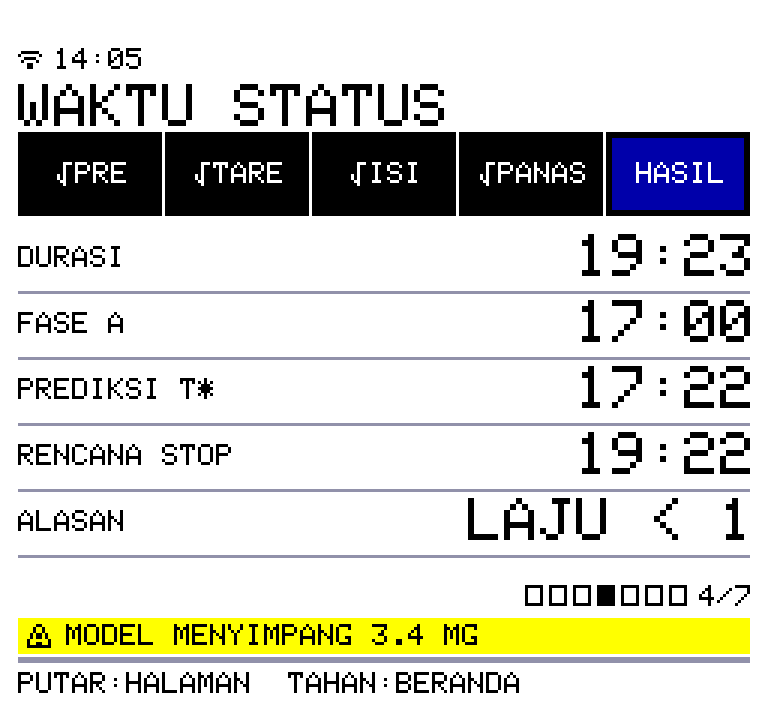 14:05
WAKTU STATUS
√PRE √TARE √ISI √PANAS HASIL
DURASI 19:23
FASE A 17:00
PREDIKSI T* 17:22
RENCANA STOP 19:22
ALASAN LAJU < 1
4/7
MODEL MENYIMPANG 3.4 MG
PUTAR:HALAMAN TAHAN:BERANDA